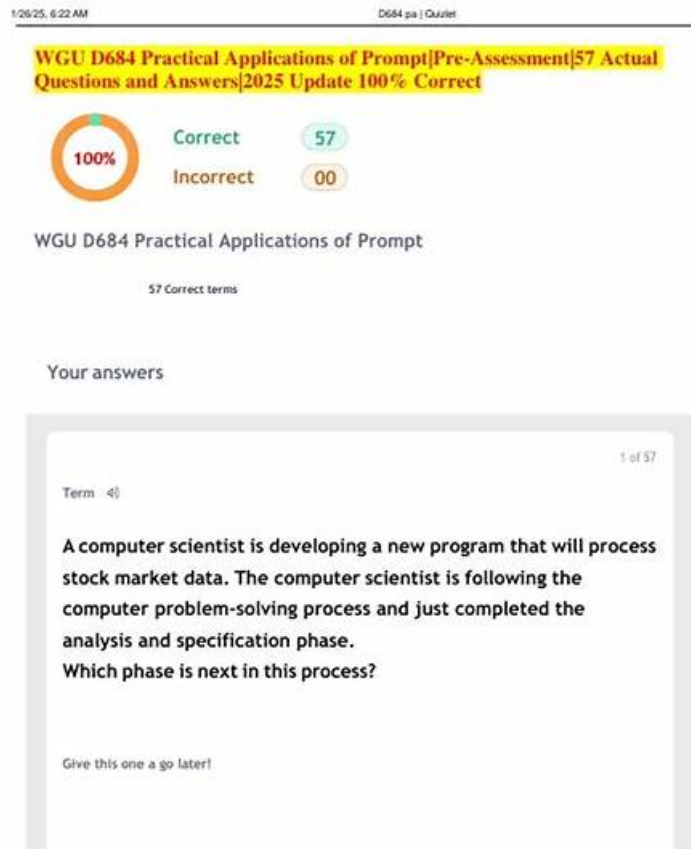 1/26/25, 6:22 AM
D684 pa | Quizlet
WGU D684 Practical Applications of Prompt|Pre-Assessment|57 Actual
Questions and Answers|2025 Update 100% Correct
100%
Correct 57
Incorrect 00
WGU D684 Practical Applications of Prompt
57 Correct terms
Your answers
1 of 57
Term
A computer scientist is developing a new program that will process
stock market data. The computer scientist is following the
computer problem-solving process and just completed the
analysis and specification phase.
Which phase is next in this process?
Give this one a go later!